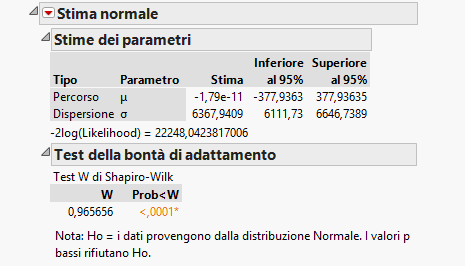 Stima normale
Stime dei parametri
Inferiore Superiore
Tipo Parametro Stima al 95% al 95%
Percorso μ -1,79e-11 -377,9363 377,93635
Dispersione σ 6367,9409 6111,73 6646,7389
-2log(Likelihood) = 22248,0423817006
Test della bontà di adattamento
Test W di Shapiro-Wilk
W Prob<W
0,965656 <,0001*
Nota: Ho = i dati provengono dalla distribuzione Normale. I valori p
bassi rifiutano Ho.